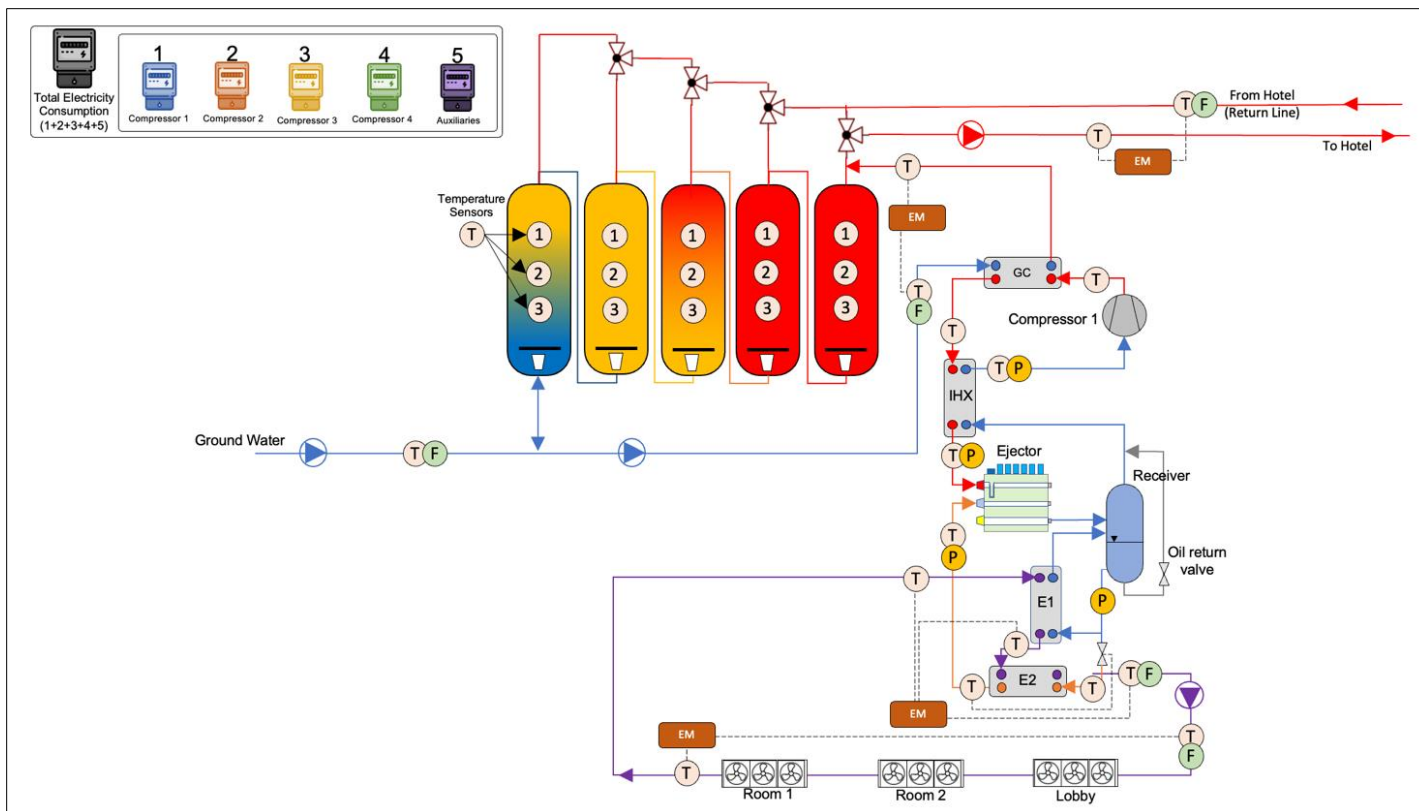 1
2
3
4
5
Total Electricity
Consumption
(1+2+3+4+5)
Compressor 1
Compressor 2
Compressor 3
Compressor 4
Auxiliaries
From Hotel
(Return Line)
T
F
To Hotel
T
EM
T
EM
Temperature
Sensors
T
1
2
3
1
2
3
1
2
3
1
2
3
1
2
3
GC
T
T
F
Compressor 1
T
IHX
T
P
Ground Water
T
F
T
P
Ejector
Receiver
T
P
Oil return
valve
T
E1
P
T
E2
T
T
T
F
EM
EM
T
T
F
Room 1
Room 2
Lobby